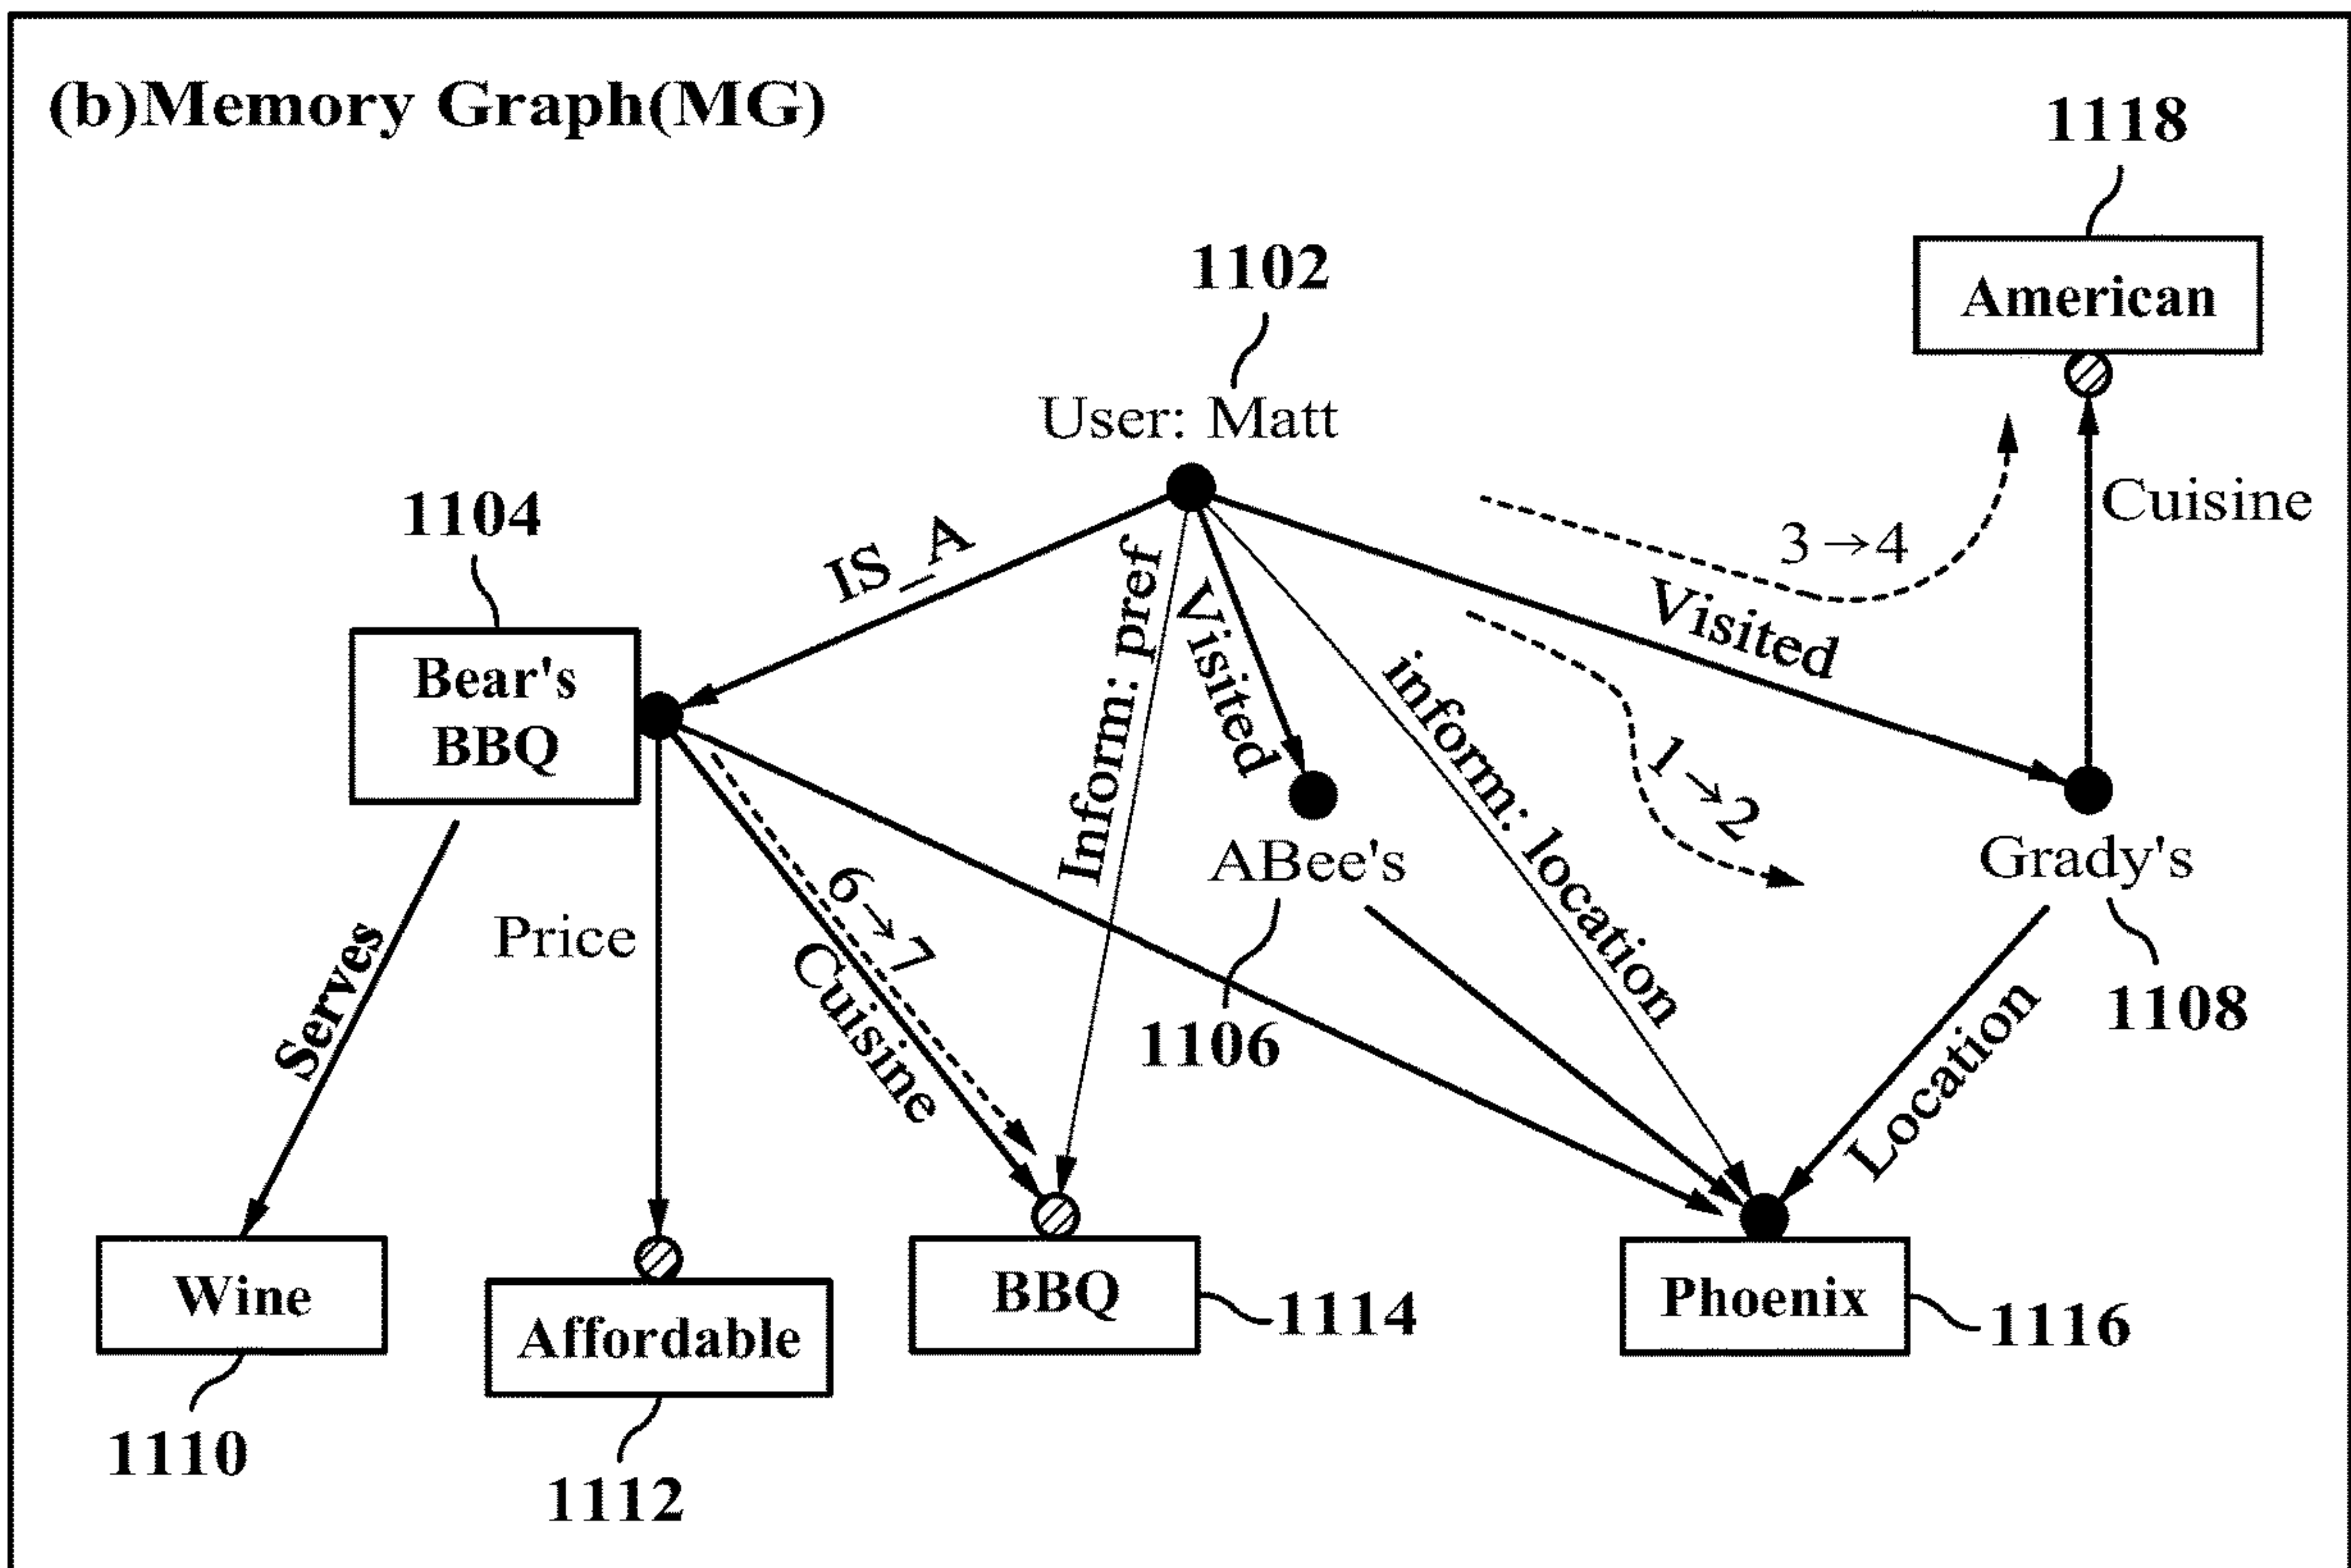 (b)Memory Graph(MG)
1118
American
1102
User: Matt
Cuisine
1104
IS_A
3→4
Bear's
BBQ
Inform: pref
Visited
inform: location
Visited
1→2
ABee's
Grady's
Serves
Price
6→7
Cuisine
1106
1108
Location
Wine
Affordable
BBQ
1114
Phoenix
1116
1110
1112